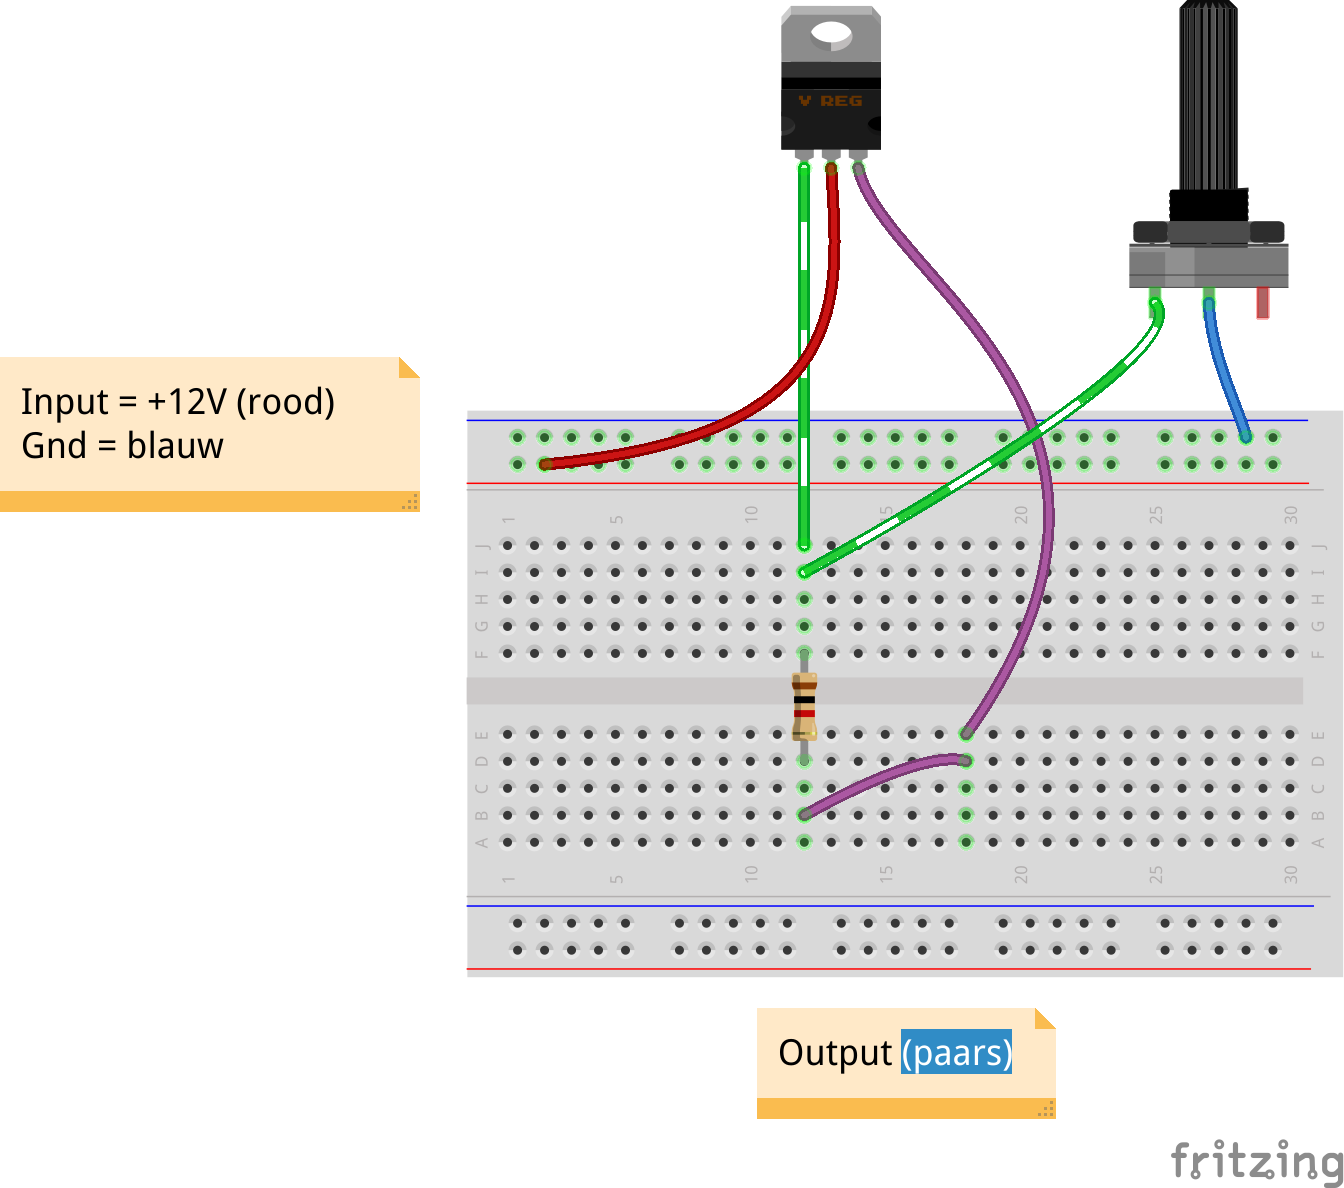 V REG
Input = +12V (rood)
Gnd = blauw
1 5 10 15 20 25 30
J J
I I
H H
G G
F F
E E
D D
C C
B B
A A
1 5 10 15 20 25 30
Output (paars)
fritzing